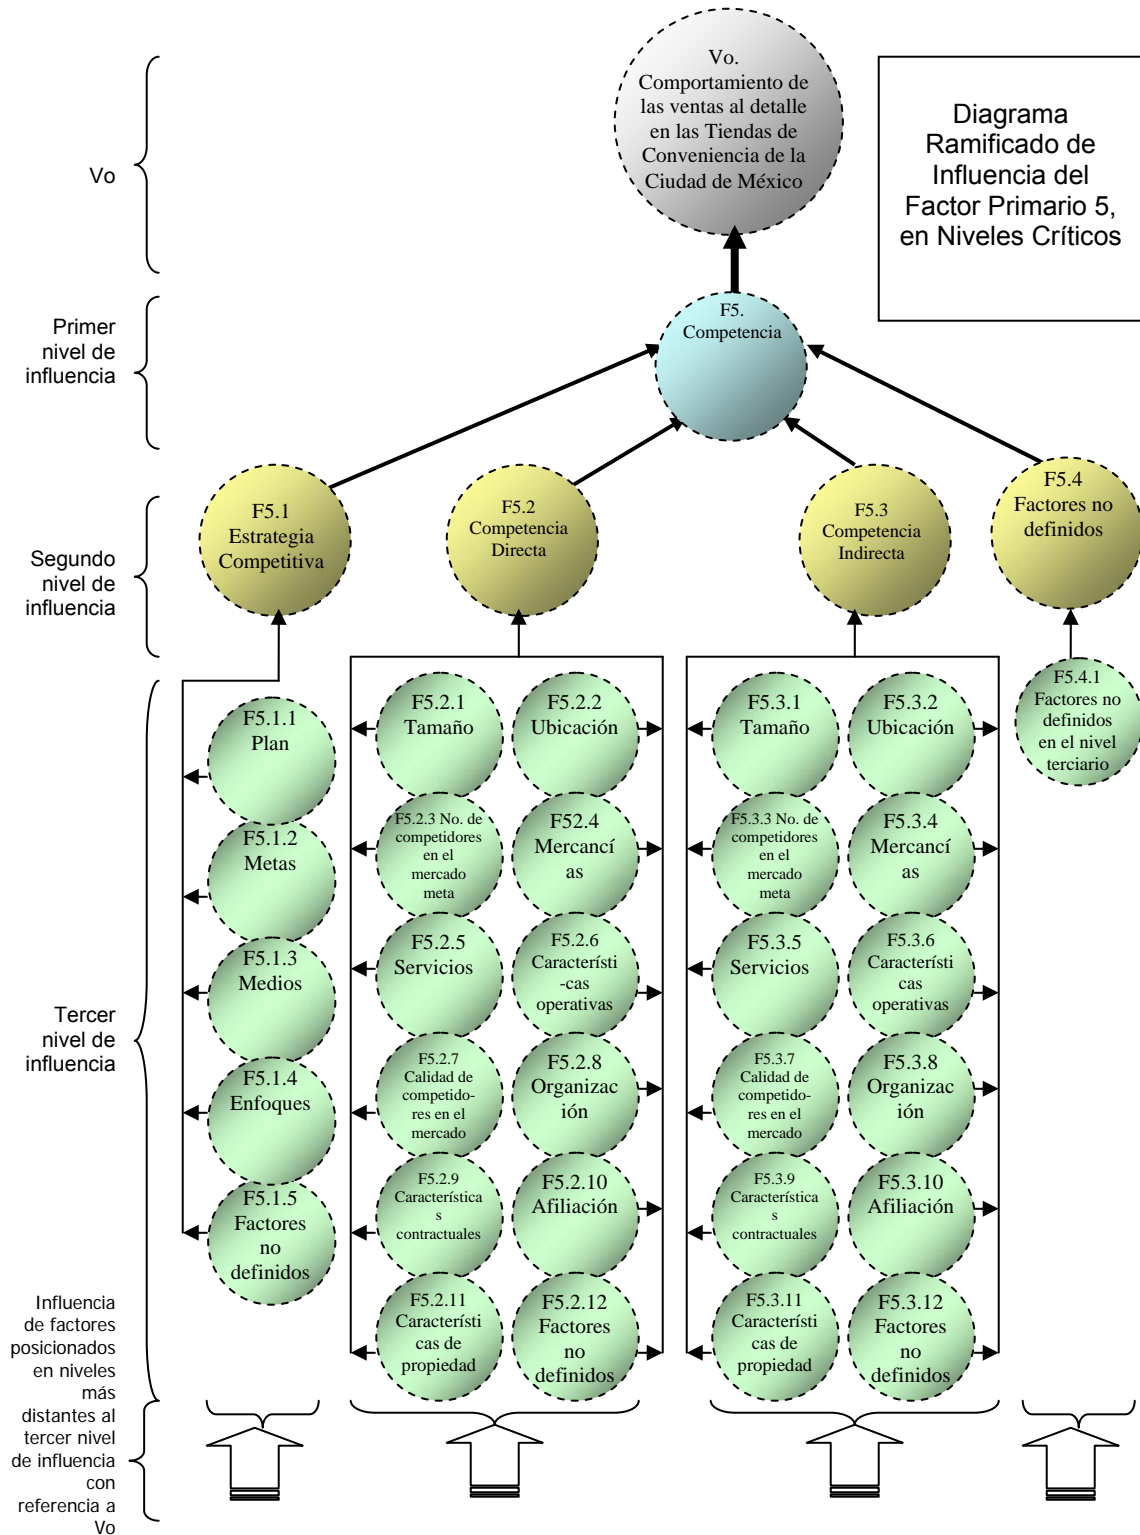 Vo.
Comportamiento de
las ventas al detalle
en las Tiendas de
Conveniencia de la
Ciudad de México
Diagrama
Ramificado de
Influencia del
Factor Primario 5,
en Niveles Críticos
Vo
F5.
Competencia
Primer
nivel de
influencia
F5.1
Estrategia
Competitiva
F5.2
Competencia
Directa
F5.3
Competencia
Indirecta
F5.4
Factores no
definidos
Segundo
nivel de
influencia
F5.1.1
Plan
F5.1.2
Metas
F5.1.3
Medios
F5.1.4
Enfoques
F5.1.5
Factores
no
definidos
F5.2.1
Tamaño
F5.2.2
Ubicación
F5.2.3 No. de
competidores
en el
mercado
meta
F52.4
Mercancí
as
F5.2.5
Servicios
F5.2.6
Característi
-cas
operativas
F5.2.7
Calidad de
competido-
res en el
mercado
F5.2.8
Organizac
ión
F5.2.9
Característica
s
contractuales
F5.2.10
Afiliación
F5.2.11
Característi
cas de
propiedad
F5.2.12
Factores
no
definidos
F5.3.1
Tamaño
F5.3.2
Ubicación
F5.3.3 No. de
competidores
en el
mercado
meta
F5.3.4
Mercancí
as
F5.3.5
Servicios
F5.3.6
Característi
cas
operativas
F5.3.7
Calidad de
competido-
res en el
mercado
F5.3.8
Organizac
ión
F5.3.9
Característica
s
contractuales
F5.3.10
Afiliación
F5.3.11
Característi
cas de
propiedad
F5.3.12
Factores
no
definidos
F5.4.1
Factores no
definidos
en el nivel
terciario
Tercer
nivel de
influencia
Influencia
de factores
posicionados
en niveles
más
distantes al
tercer nivel
de influencia
con
referencia a
Vo